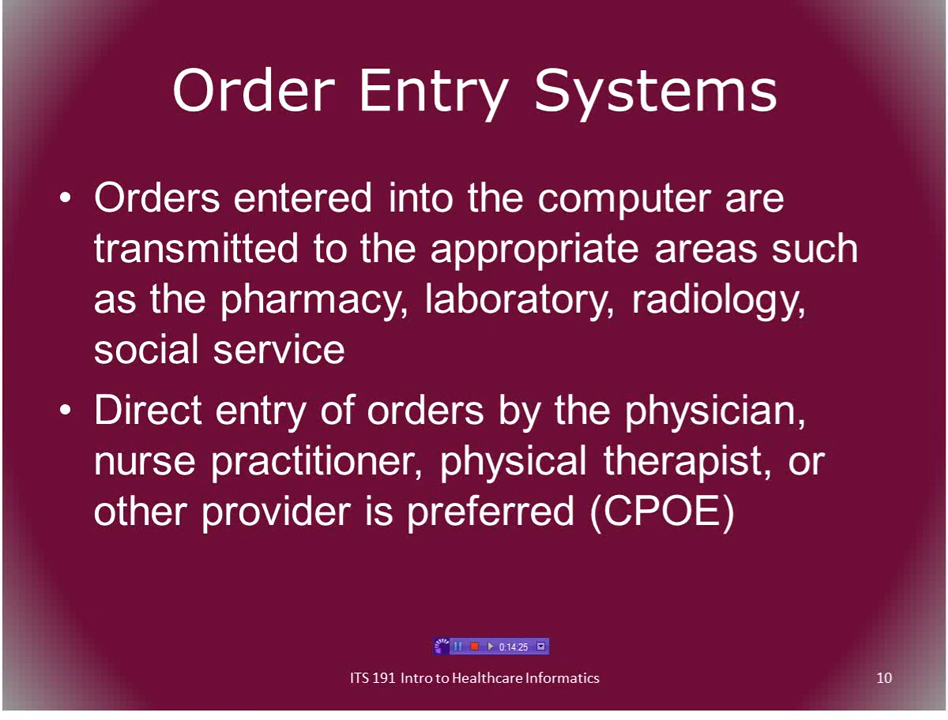 Order Entry Systems
• Orders entered into the computer are
transmitted to the appropriate areas such
as the pharmacy, laboratory, radiology,
social service
• Direct entry of orders by the physician,
nurse practitioner, physical therapist, or
other provider is preferred (CPOE)
0:14:25
ITS 191 Intro to Healthcare Informatics
10